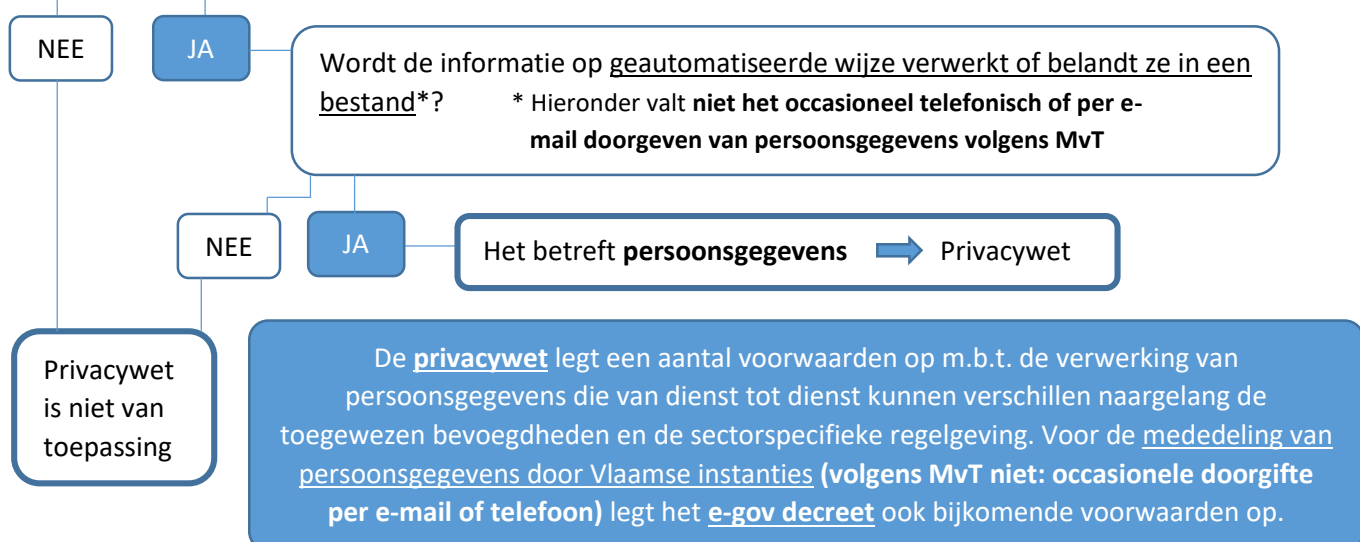 NEE
JA
Wordt de informatie op geautomatiseerde wijze verwerkt of belandt ze in een
bestand*? * Hieronder valt niet het occasioneel telefonisch of per e-
mail doorgeven van persoonsgegevens volgens MvT
NEE
JA
Het betreft persoonsgegevens Privacywet
Privacywet
is niet van
toepassing
De privacywet legt een aantal voorwaarden op m.b.t. de verwerking van
persoonsgegevens die van dienst tot dienst kunnen verschillen naargelang de
toegewezen bevoegdheden en de sectorspecifieke regelgeving. Voor de mededeling van
persoonsgegevens door Vlaamse instanties (volgens MvT niet: occasionele doorgifte
per e-mail of telefoon) legt het e-gov decreet ook bijkomende voorwaarden op.